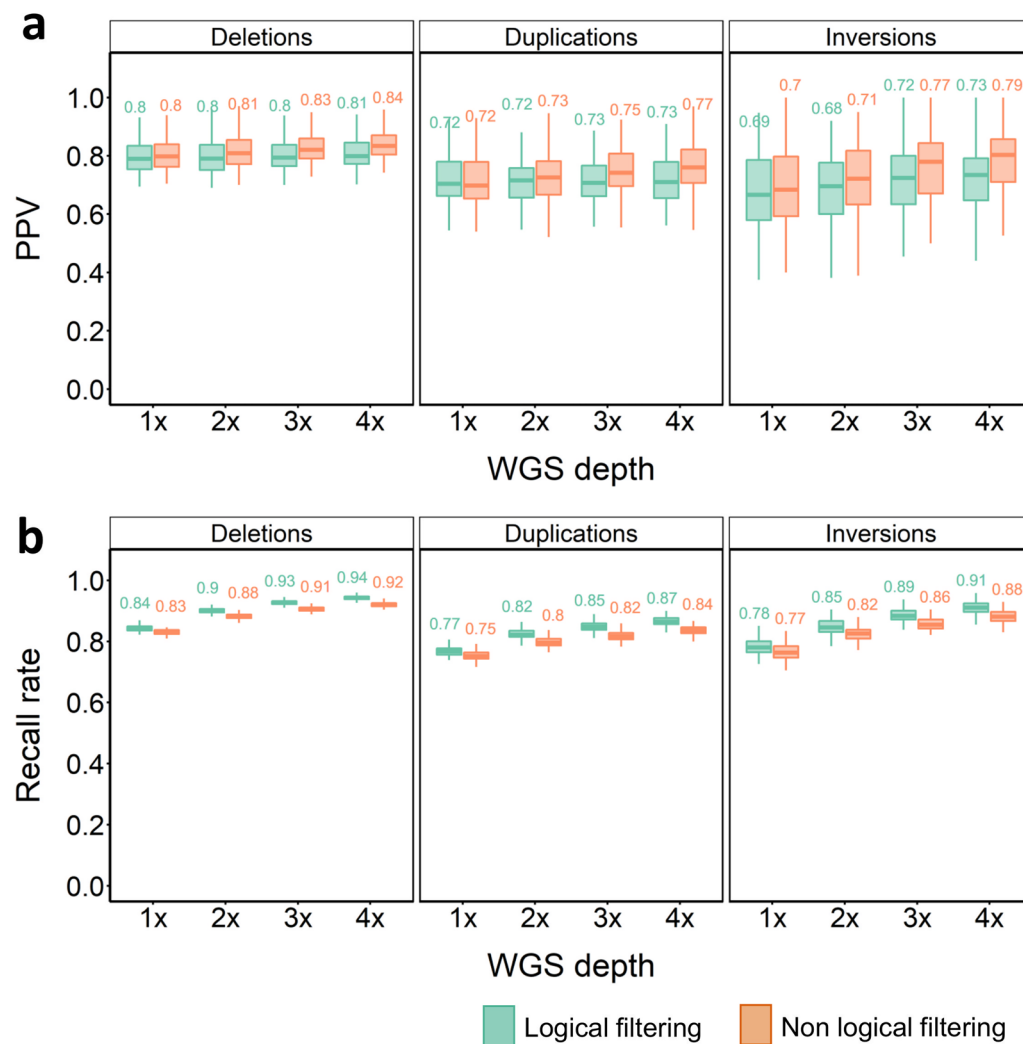 a
Deletions Duplications Inversions
PPV
1.0
0.8
0.6
0.4
0.2
0.0
0.8 0.8 0.8 0.81 0.8 0.83 0.81 0.84
0.72 0.72 0.72 0.73 0.73 0.75 0.73 0.77
0.69 0.7 0.68 0.71 0.72 0.77 0.73 0.79
1x 2x 3x 4x 1x 2x 3x 4x 1x 2x 3x 4x
WGS depth
b
Deletions Duplications Inversions
Recall rate
1.0
0.8
0.6
0.4
0.2
0.0
0.84 0.83 0.9 0.88 0.93 0.91 0.94 0.92
0.77 0.75 0.82 0.8 0.85 0.82 0.87 0.84
0.78 0.77 0.85 0.82 0.89 0.86 0.91 0.88
1x 2x 3x 4x 1x 2x 3x 4x 1x 2x 3x 4x
WGS depth
Logical filtering Non logical filtering